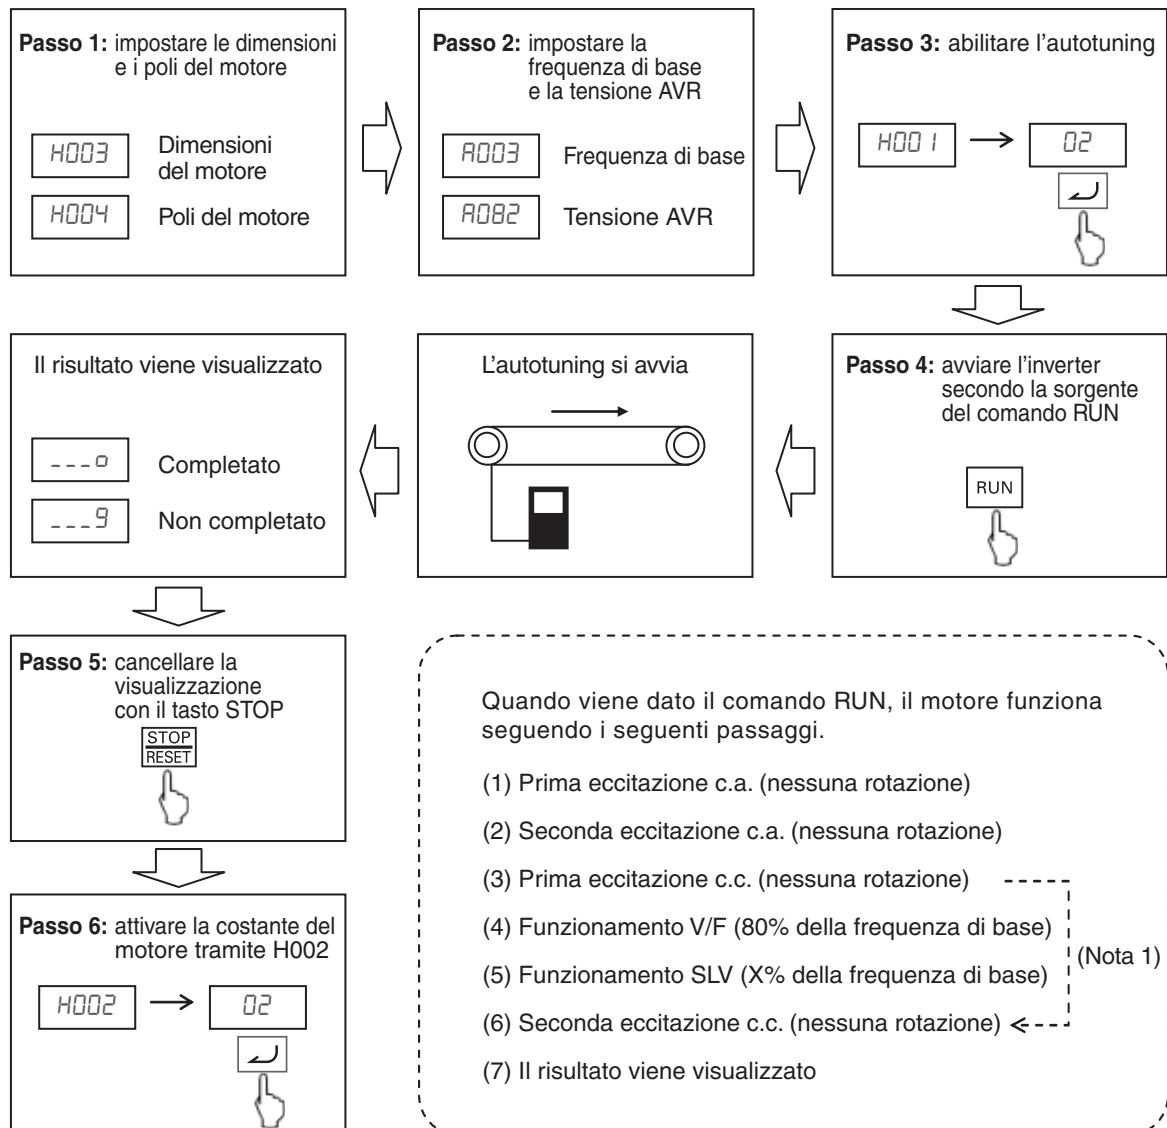 Passo 1: impostare le dimensioni
e i poli del motore
H003
Dimensioni
del motore
H004
Poli del motore
Passo 2: impostare la
frequenza di base
e la tensione AVR
A003
Frequenza di base
A082
Tensione AVR
Passo 3: abilitare l'autotuning
H001
02
Passo 4: avviare l'inverter
secondo la sorgente
del comando RUN
RUN
L'autotuning si avvia
Il risultato viene visualizzato
___o
Completato
___9
Non completato
Passo 5: cancellare la
visualizzazione
con il tasto STOP
STOP
RESET
Passo 6: attivare la costante del
motore tramite H002
H002
02
Quando viene dato il comando RUN, il motore funziona
seguendo i seguenti passaggi.
(1) Prima eccitazione c.a. (nessuna rotazione)
(2) Seconda eccitazione c.a. (nessuna rotazione)
(3) Prima eccitazione c.c. (nessuna rotazione)
(4) Funzionamento V/F (80% della frequenza di base)
(Nota 1)
(5) Funzionamento SLV (X% della frequenza di base)
(6) Seconda eccitazione c.c. (nessuna rotazione)
(7) Il risultato viene visualizzato